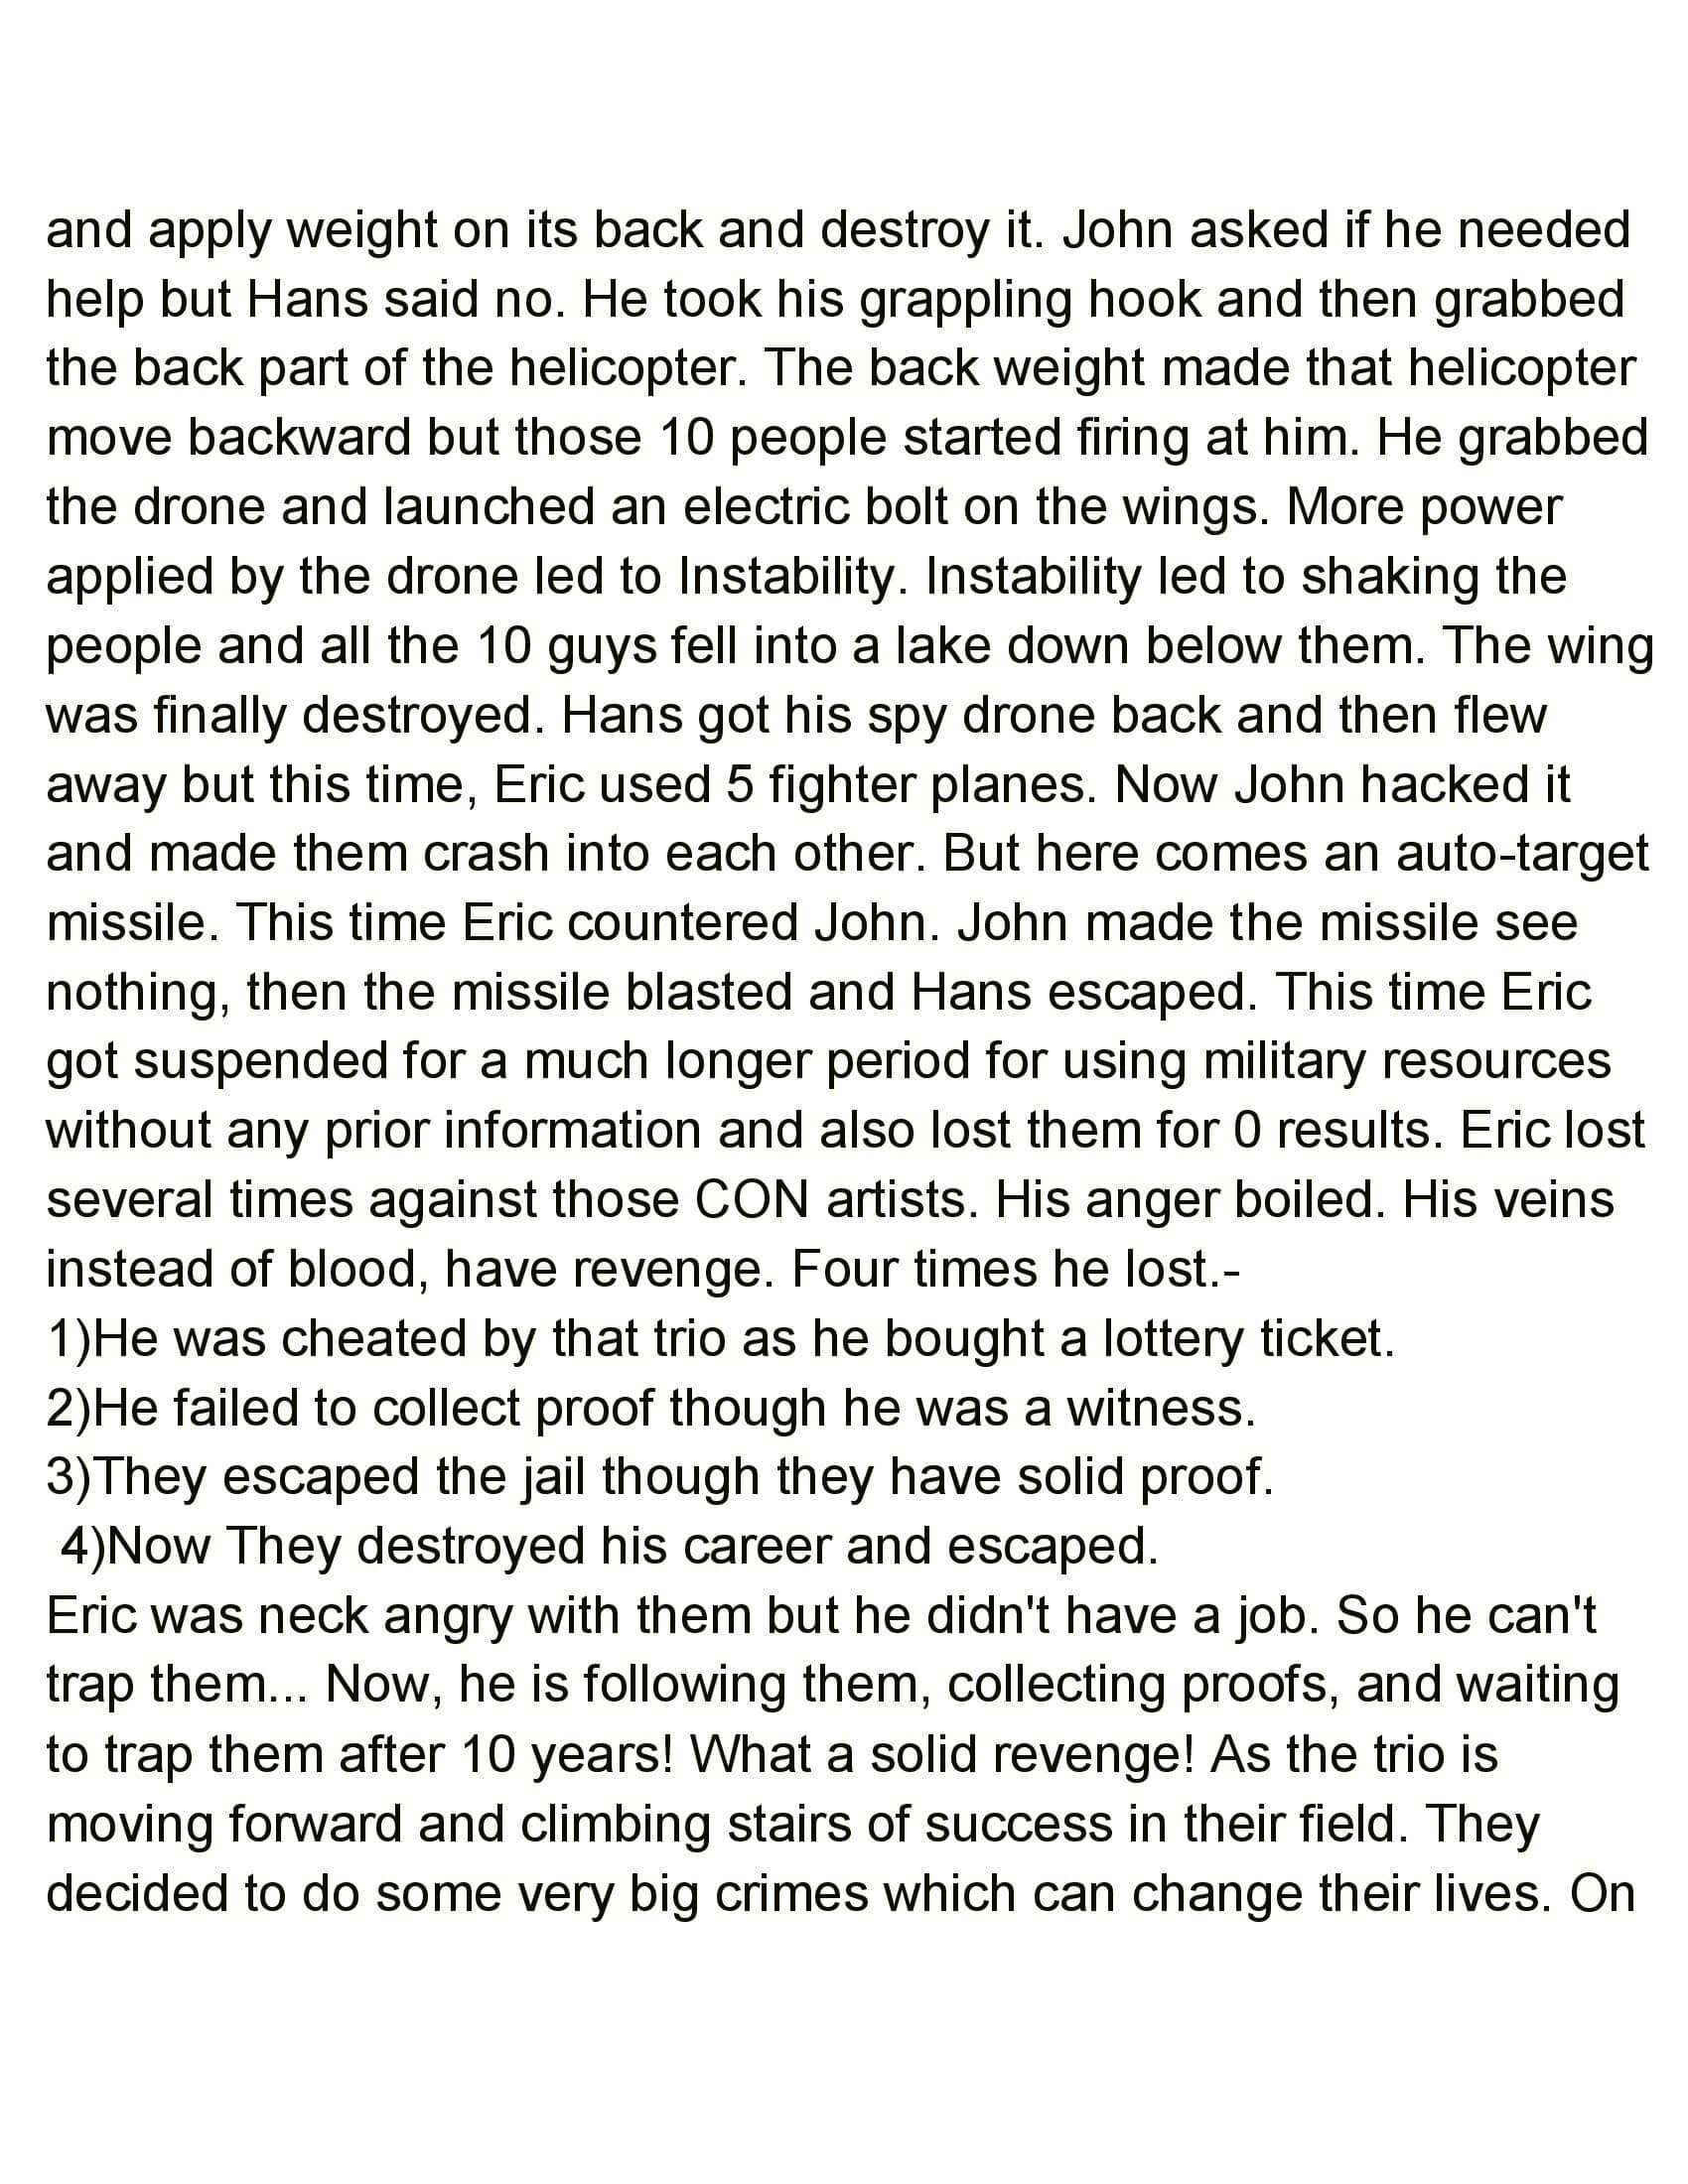 and apply weight on its back and destroy it. John asked if he needed
help but Hans said no. He took his grappling hook and then grabbed
the back part of the helicopter. The back weight made that helicopter
move backward but those 10 people started firing at him. He grabbed
the drone and launched an electric bolt on the wings. More power
applied by the drone led to Instability. Instability led to shaking the
people and all the 10 guys fell into a lake down below them. The wing
was finally destroyed. Hans got his spy drone back and then flew
away but this time, Eric used 5 fighter planes. Now John hacked it
and made them crash into each other. But here comes an auto-target
missile. This time Eric countered John. John made the missile see
nothing, then the missile blasted and Hans escaped. This time Eric
got suspended for a much longer period for using military resources
without any prior information and also lost them for 0 results. Eric lost
several times against those CON artists. His anger boiled. His veins
instead of blood, have revenge. Four times he lost.-
1)He was cheated by that trio as he bought a lottery ticket.
2)He failed to collect proof though he was a witness.
3)They escaped the jail though they have solid proof.
4)Now They destroyed his career and escaped.
Eric was neck angry with them but he didn't have a job. So he can't
trap them... Now, he is following them, collecting proofs, and waiting
to trap them after 10 years! What a solid revenge! As the trio is
moving forward and climbing stairs of success in their field. They
decided to do some very big crimes which can change their lives. On